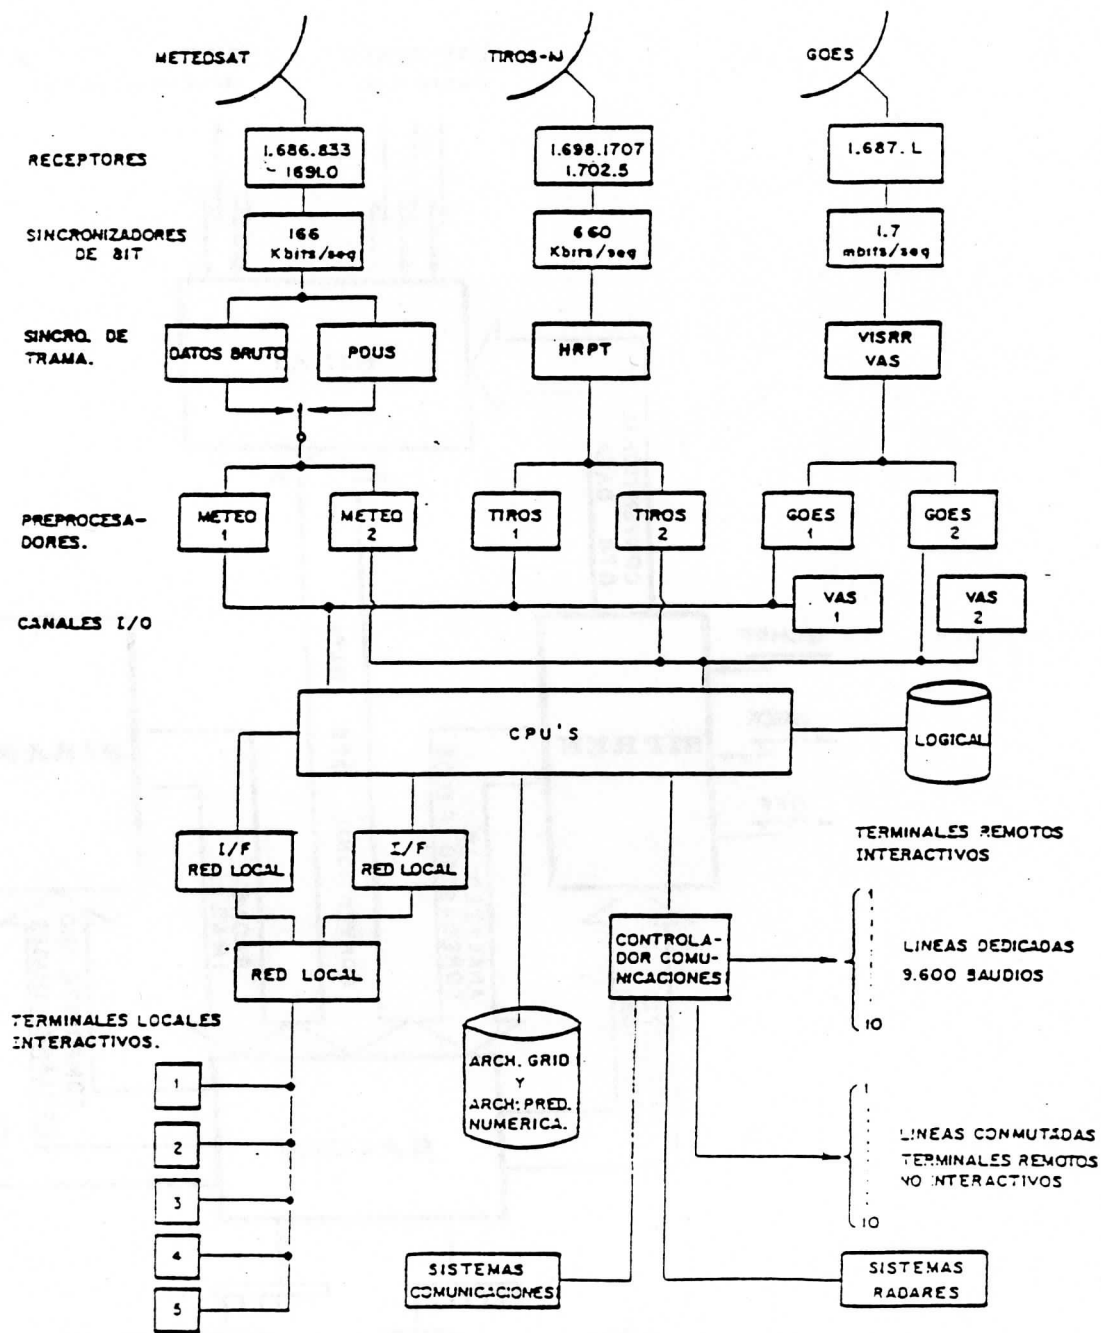 METEOSAT
TIROS-N
GOES
RECEPTORES
1.686.833
169L0
1.698.1707
1.702.5
1.687. L
SINCRONIZADORES
DE BIT
166
Kbits/seg
660
Kbits/seg
1.7
mbits/seg
SINCRO. DE
TRAMA.
DATOS BRUTO
PDUS
HRPT
VISRR
VAS
PREPROCESA-
DORES.
METEO
1
METEO
2
TIROS
1
TIROS
2
GOES
1
GOES
2
CANALES I/O
VAS
1
VAS
2
CPU'S
LOGICAL
I/F
RED LOCAL
I/F
RED LOCAL
TERMINALES REMOTOS
INTERACTIVOS
RED LOCAL
CONTROLA-
DOR COMU-
NICACIONES
1
LINEAS DEDICADAS
9.600 BAUDIOS
10
TERMINALES LOCALES
INTERACTIVOS.
1
2
3
4
5
ARCH. GRID
Y
ARCH: PRED.
NUMERICA.
1
LINEAS CONMUTADAS
TERMINALES REMOTOS
NO INTERACTIVOS
10
SISTEMAS
COMUNICACIONES
SISTEMAS
RADARES